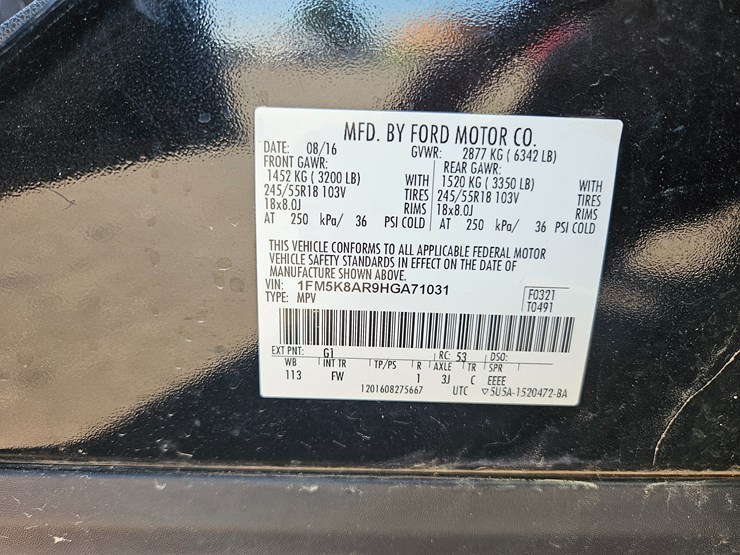 MFD. BY FORD MOTOR CO.
DATE: 08/16 GVWR: 2877 KG ( 6342 LB)
FRONT GAWR: REAR GAWR:
1452 KG ( 3200 LB) WITH 1520 KG ( 3350 LB) WITH
245/55R18 103V TIRES 245/55R18 103V TIRES
18x8.0J RIMS 18x8.0J RIMS
AT 250 kPa/ 36 PSI COLD AT 250 kPa/ 36 PSI COLD
THIS VEHICLE CONFORMS TO ALL APPLICABLE FEDERAL MOTOR
VEHICLE SAFETY STANDARDS IN EFFECT ON THE DATE OF
MANUFACTURE SHOWN ABOVE.
VIN: 1FM5K8AR9HGA71031 F0321
TYPE: MPV T0491
EXT PNT: G1 RC: 53 DSO:
WB INT TR TP/PS R AXLE TR SPR
113 FW 1 3J C EEEE
1201608275667 UTC ▽5U5A-1520472-BA